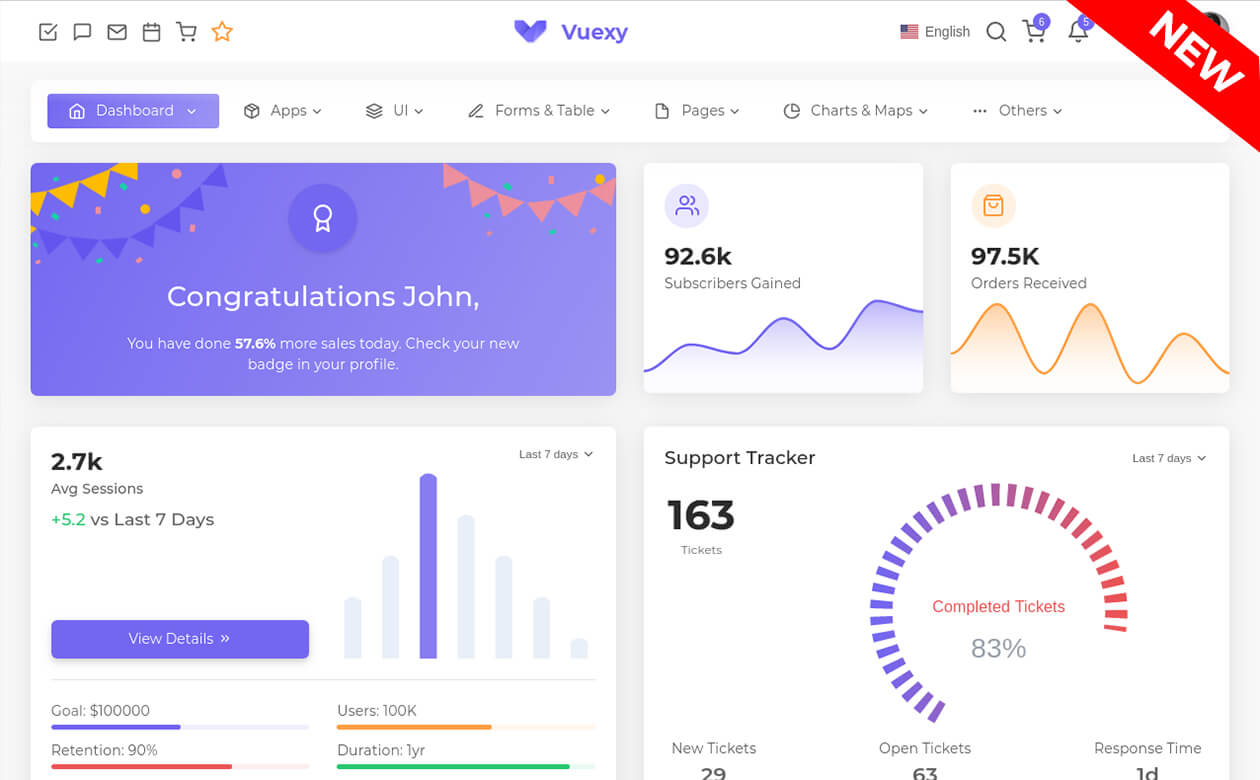 Vuexy
English
6
5
NEW
Dashboard
Apps
UI
Forms & Table
Pages
Charts & Maps
Others
Congratulations John,
You have done 57.6% more sales today. Check your new
badge in your profile.
92.6k
Subscribers Gained
97.5K
Orders Received
2.7k
Avg Sessions
+5.2 vs Last 7 Days
Last 7 days
View Details »
Goal: $100000
Users: 100K
Retention: 90%
Duration: 1yr
Support Tracker
Last 7 days
163
Tickets
Completed Tickets
83%
New Tickets
Open Tickets
Response Time
29
63
1d